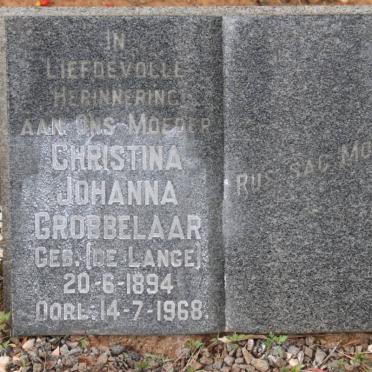 IN
LIEFDEVOLLE
HERINNERING
AAN ONS MOEDER
CHRISTINA
JOHANNA
GROBBELAAR
GEB. (DE LANGE)
20-6-1894
OORL. 14-7-1968.
RUS SAG